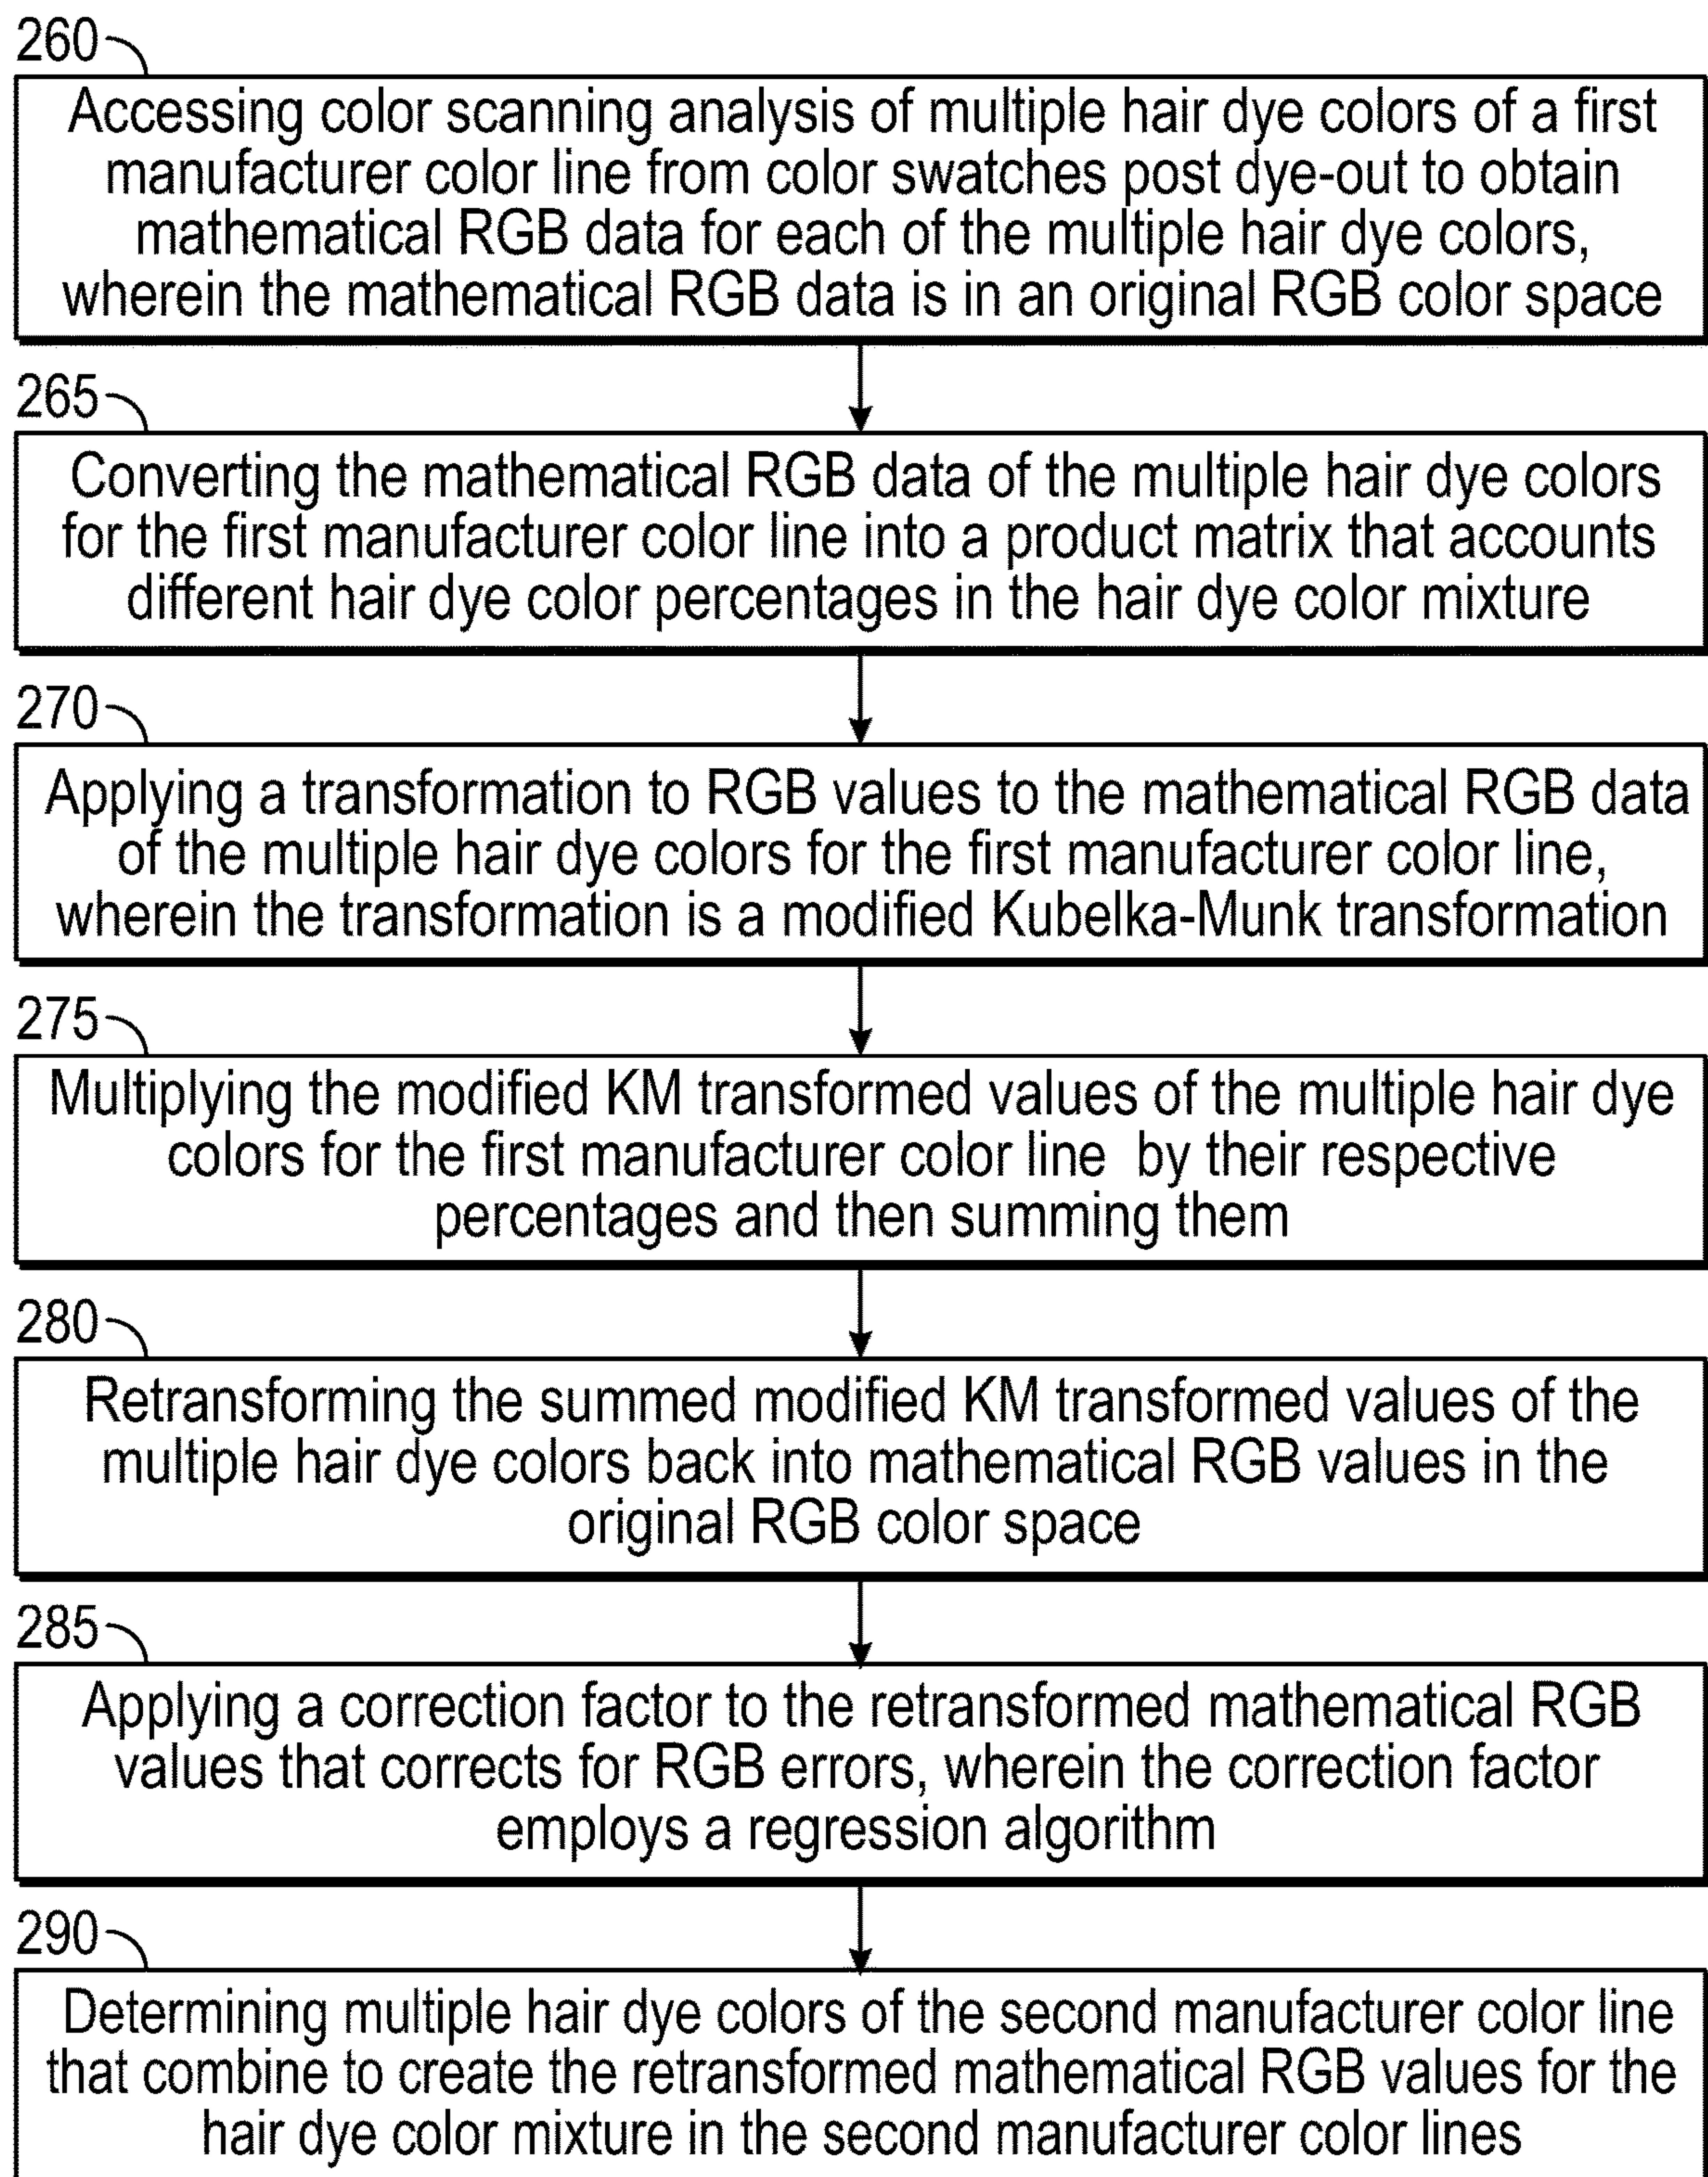 260
Accessing color scanning analysis of multiple hair dye colors of a first
manufacturer color line from color swatches post dye-out to obtain
mathematical RGB data for each of the multiple hair dye colors,
wherein the mathematical RGB data is in an original RGB color space
265
Converting the mathematical RGB data of the multiple hair dye colors
for the first manufacturer color line into a product matrix that accounts
different hair dye color percentages in the hair dye color mixture
270
Applying a transformation to RGB values to the mathematical RGB data
of the multiple hair dye colors for the first manufacturer color line,
wherein the transformation is a modified Kubelka-Munk transformation
275
Multiplying the modified KM transformed values of the multiple hair dye
colors for the first manufacturer color line by their respective
percentages and then summing them
280
Retransforming the summed modified KM transformed values of the
multiple hair dye colors back into mathematical RGB values in the
original RGB color space
285
Applying a correction factor to the retransformed mathematical RGB
values that corrects for RGB errors, wherein the correction factor
employs a regression algorithm
290
Determining multiple hair dye colors of the second manufacturer color line
that combine to create the retransformed mathematical RGB values for the
hair dye color mixture in the second manufacturer color lines